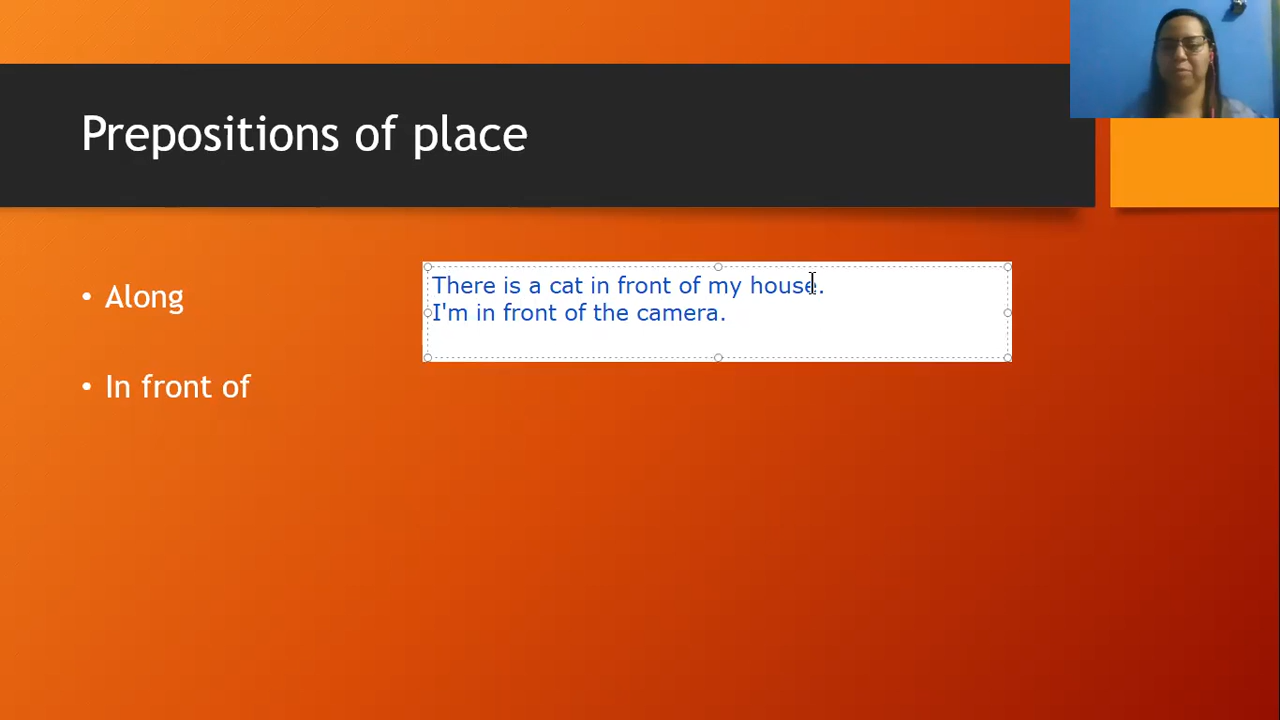 Prepositions of place
• Along
• In front of
There is a cat in front of my house.
I'm in front of the camera.